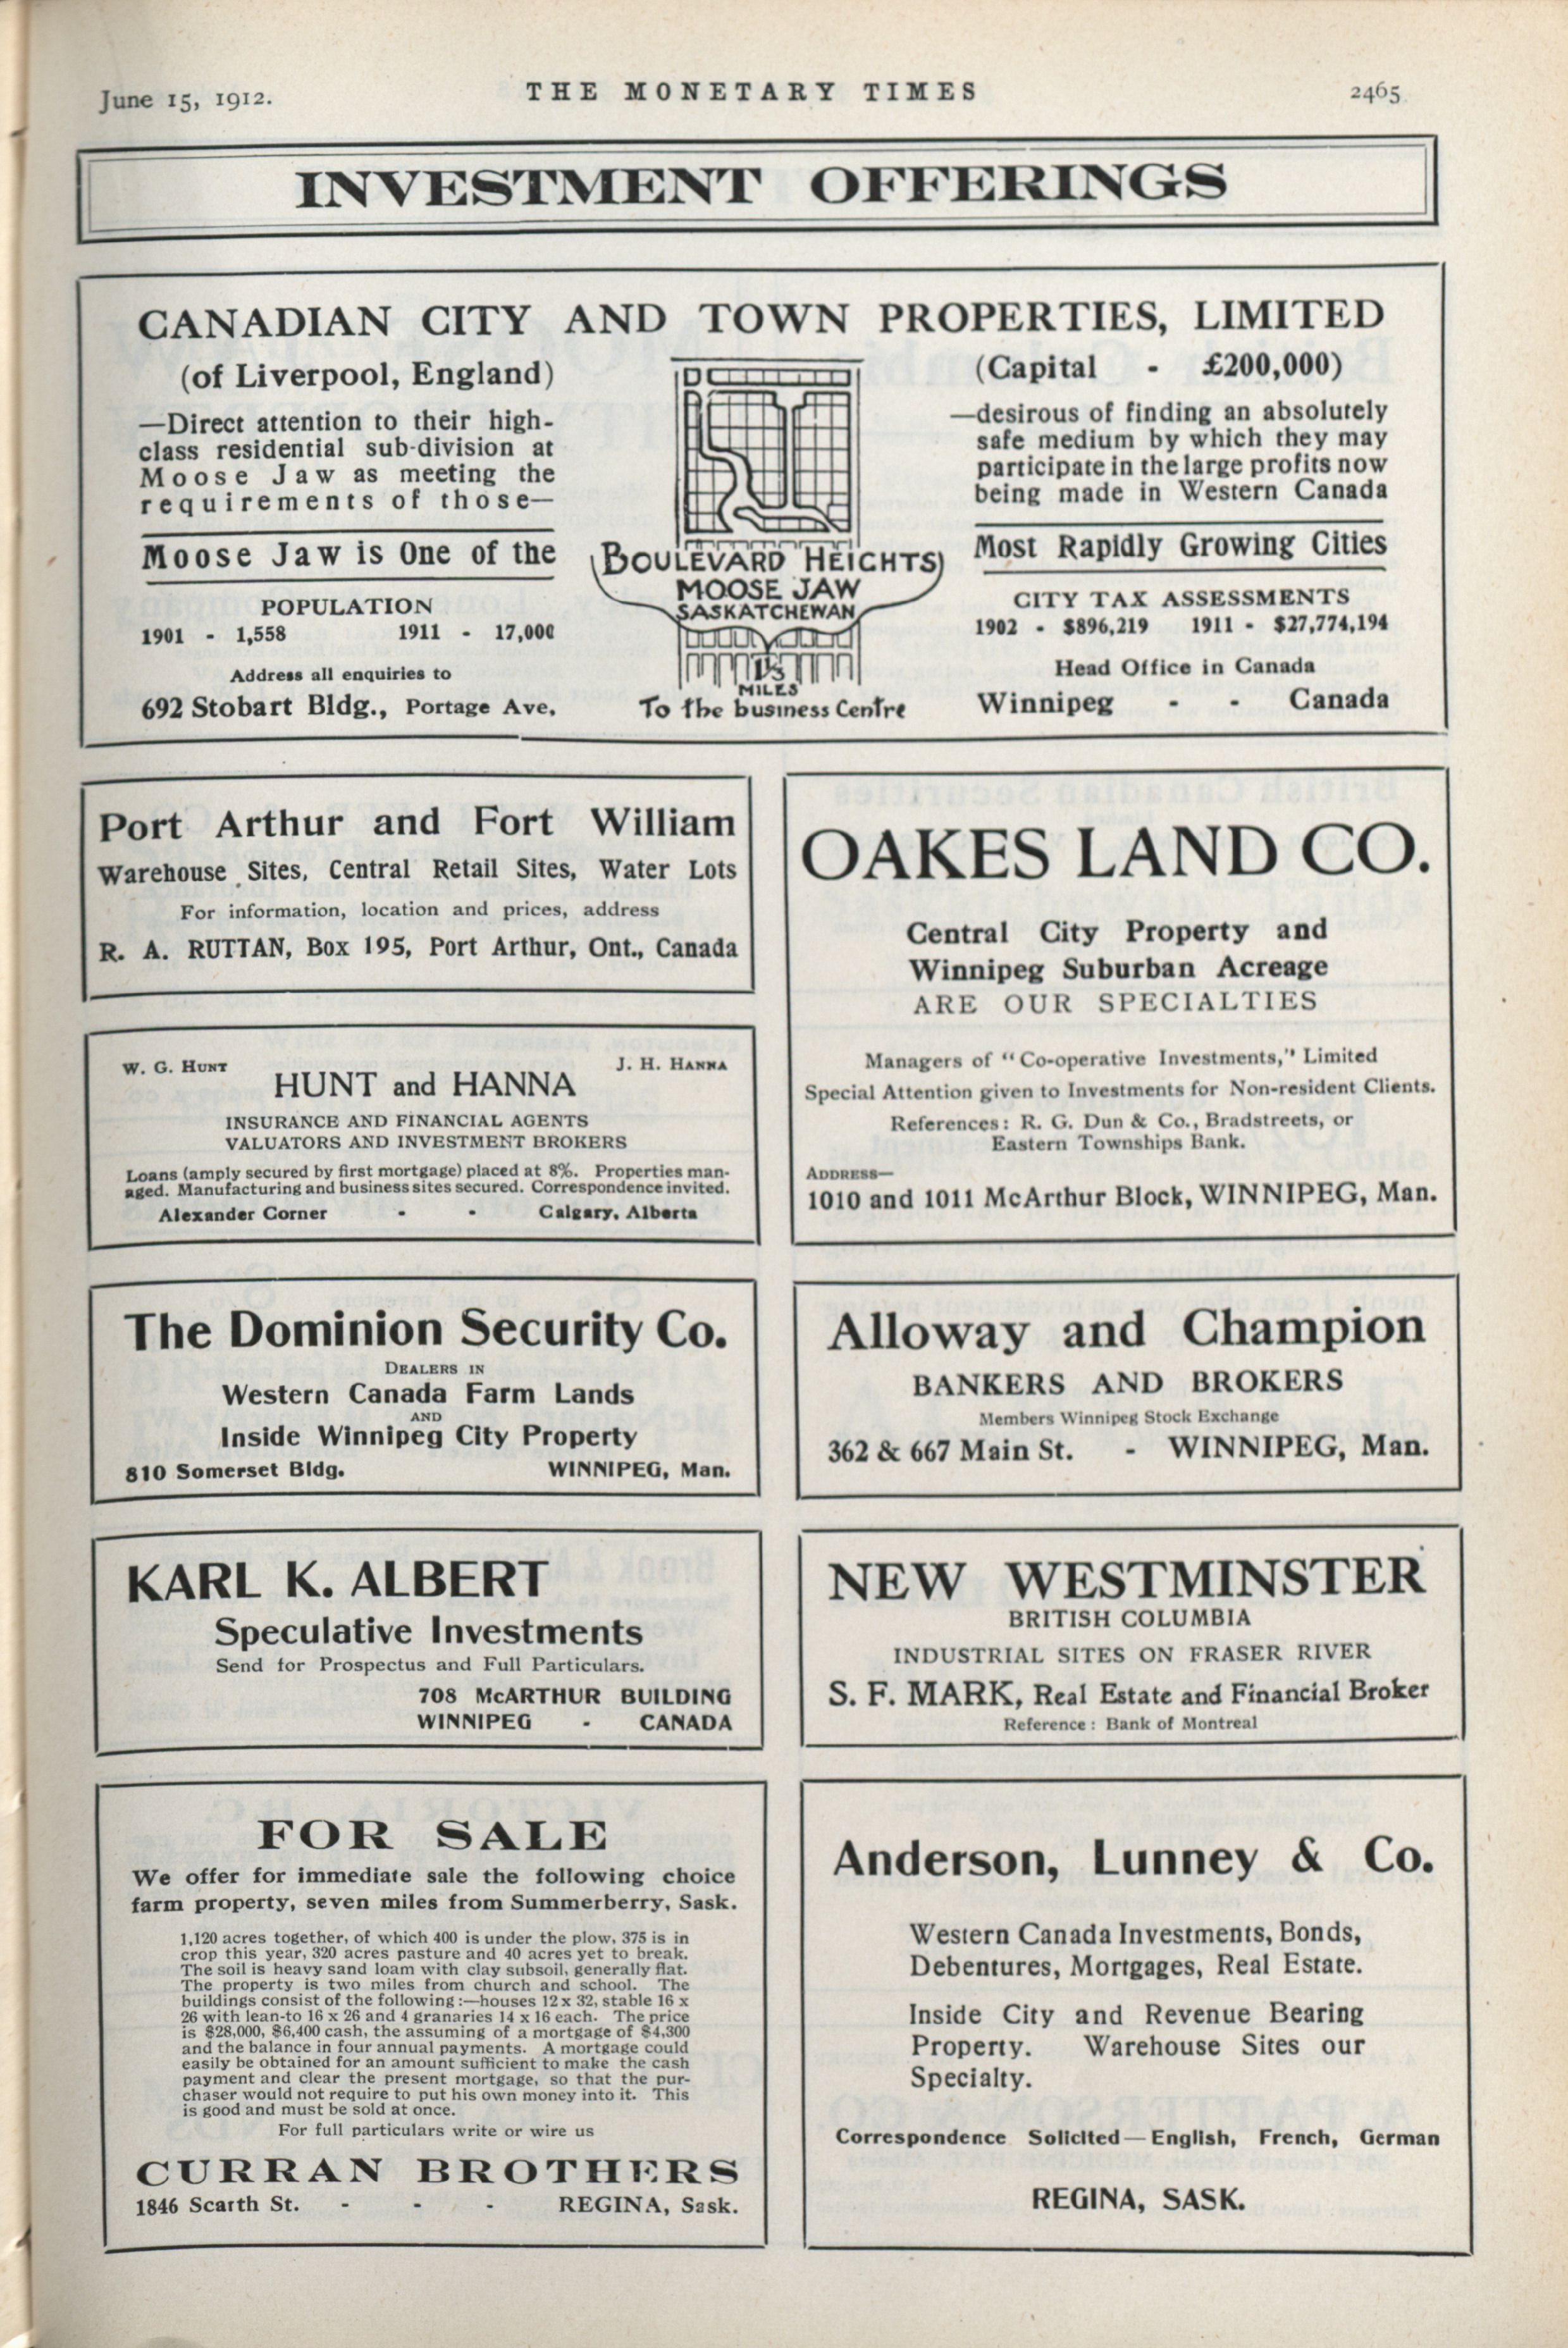 June 15, 1912.
THE MONETARY TIMES
2465
INVESTMENT OFFERINGS
CANADIAN CITY AND TOWN PROPERTIES, LIMITED
(of Liverpool, England)
—Direct attention to their high-
class residential sub-division at
Moose Jaw as meeting the
requirements of those—
Moose Jaw is One of the
POPULATION
1901 - 1,558 1911 - 17,000
Address all enquiries to
692 Stobart Bldg., Portage Ave,
BOULEVARD HEIGHTS
MOOSE JAW
SASKATCHEWAN
MILES
To the business Centre
(Capital - £200,000)
—desirous of finding an absolutely
safe medium by which they may
participate in the large profits now
being made in Western Canada
Most Rapidly Growing Cities
CITY TAX ASSESSMENTS
1902 - $896,219 1911 - $27,774,194
Head Office in Canada
Winnipeg - - Canada
Port Arthur and Fort William
Warehouse Sites, Central Retail Sites, Water Lots
For information, location and prices, address
R. A. RUTTAN, Box 195, Port Arthur, Ont., Canada
W. G. HUNT
J. H. HANNA
HUNT and HANNA
INSURANCE AND FINANCIAL AGENTS
VALUATORS AND INVESTMENT BROKERS
Loans (amply secured by first mortgage) placed at 8%. Properties man-
aged. Manufacturing and business sites secured. Correspondence invited.
Alexander Corner - - Calgary, Alberta
OAKES LAND CO.
Central City Property and
Winnipeg Suburban Acreage
ARE OUR SPECIALTIES
Managers of "Co-operative Investments," Limited
Special Attention given to Investments for Non-resident Clients.
References: R. G. Dun & Co., Bradstreets, or
Eastern Townships Bank.
ADDRESS—
1010 and 1011 McArthur Block, WINNIPEG, Man.
The Dominion Security Co.
DEALERS IN
Western Canada Farm Lands
AND
Inside Winnipeg City Property
810 Somerset Bldg. WINNIPEG, Man.
Alloway and Champion
BANKERS AND BROKERS
Members Winnipeg Stock Exchange
362 & 667 Main St. - WINNIPEG, Man.
KARL K. ALBERT
Speculative Investments
Send for Prospectus and Full Particulars.
708 McARTHUR BUILDING
WINNIPEG - CANADA
NEW WESTMINSTER
BRITISH COLUMBIA
INDUSTRIAL SITES ON FRASER RIVER
S. F. MARK, Real Estate and Financial Broker
Reference: Bank of Montreal
FOR SALE
We offer for immediate sale the following choice
farm property, seven miles from Summerberry, Sask.
1,120 acres together, of which 400 is under the plow, 375 is in
crop this year, 320 acres pasture and 40 acres yet to break.
The soil is heavy sand loam with clay subsoil, generally flat.
The property is two miles from church and school. The
buildings consist of the following:—houses 12 x 32, stable 16 x
26 with lean-to 16 x 26 and 4 granaries 14 x 16 each. The price
is $28,000, $6,400 cash, the assuming of a mortgage of $4,300
and the balance in four annual payments. A mortgage could
easily be obtained for an amount sufficient to make the cash
payment and clear the present mortgage, so that the pur-
chaser would not require to put his own money into it. This
is good and must be sold at once.
For full particulars write or wire us
CURRAN BROTHERS
1846 Scarth St. - - - REGINA, Sask.
Anderson, Lunney & Co.
Western Canada Investments, Bonds,
Debentures, Mortgages, Real Estate.
Inside City and Revenue Bearing
Property. Warehouse Sites our
Specialty.
Correspondence Solicited—English, French, German
REGINA, SASK.